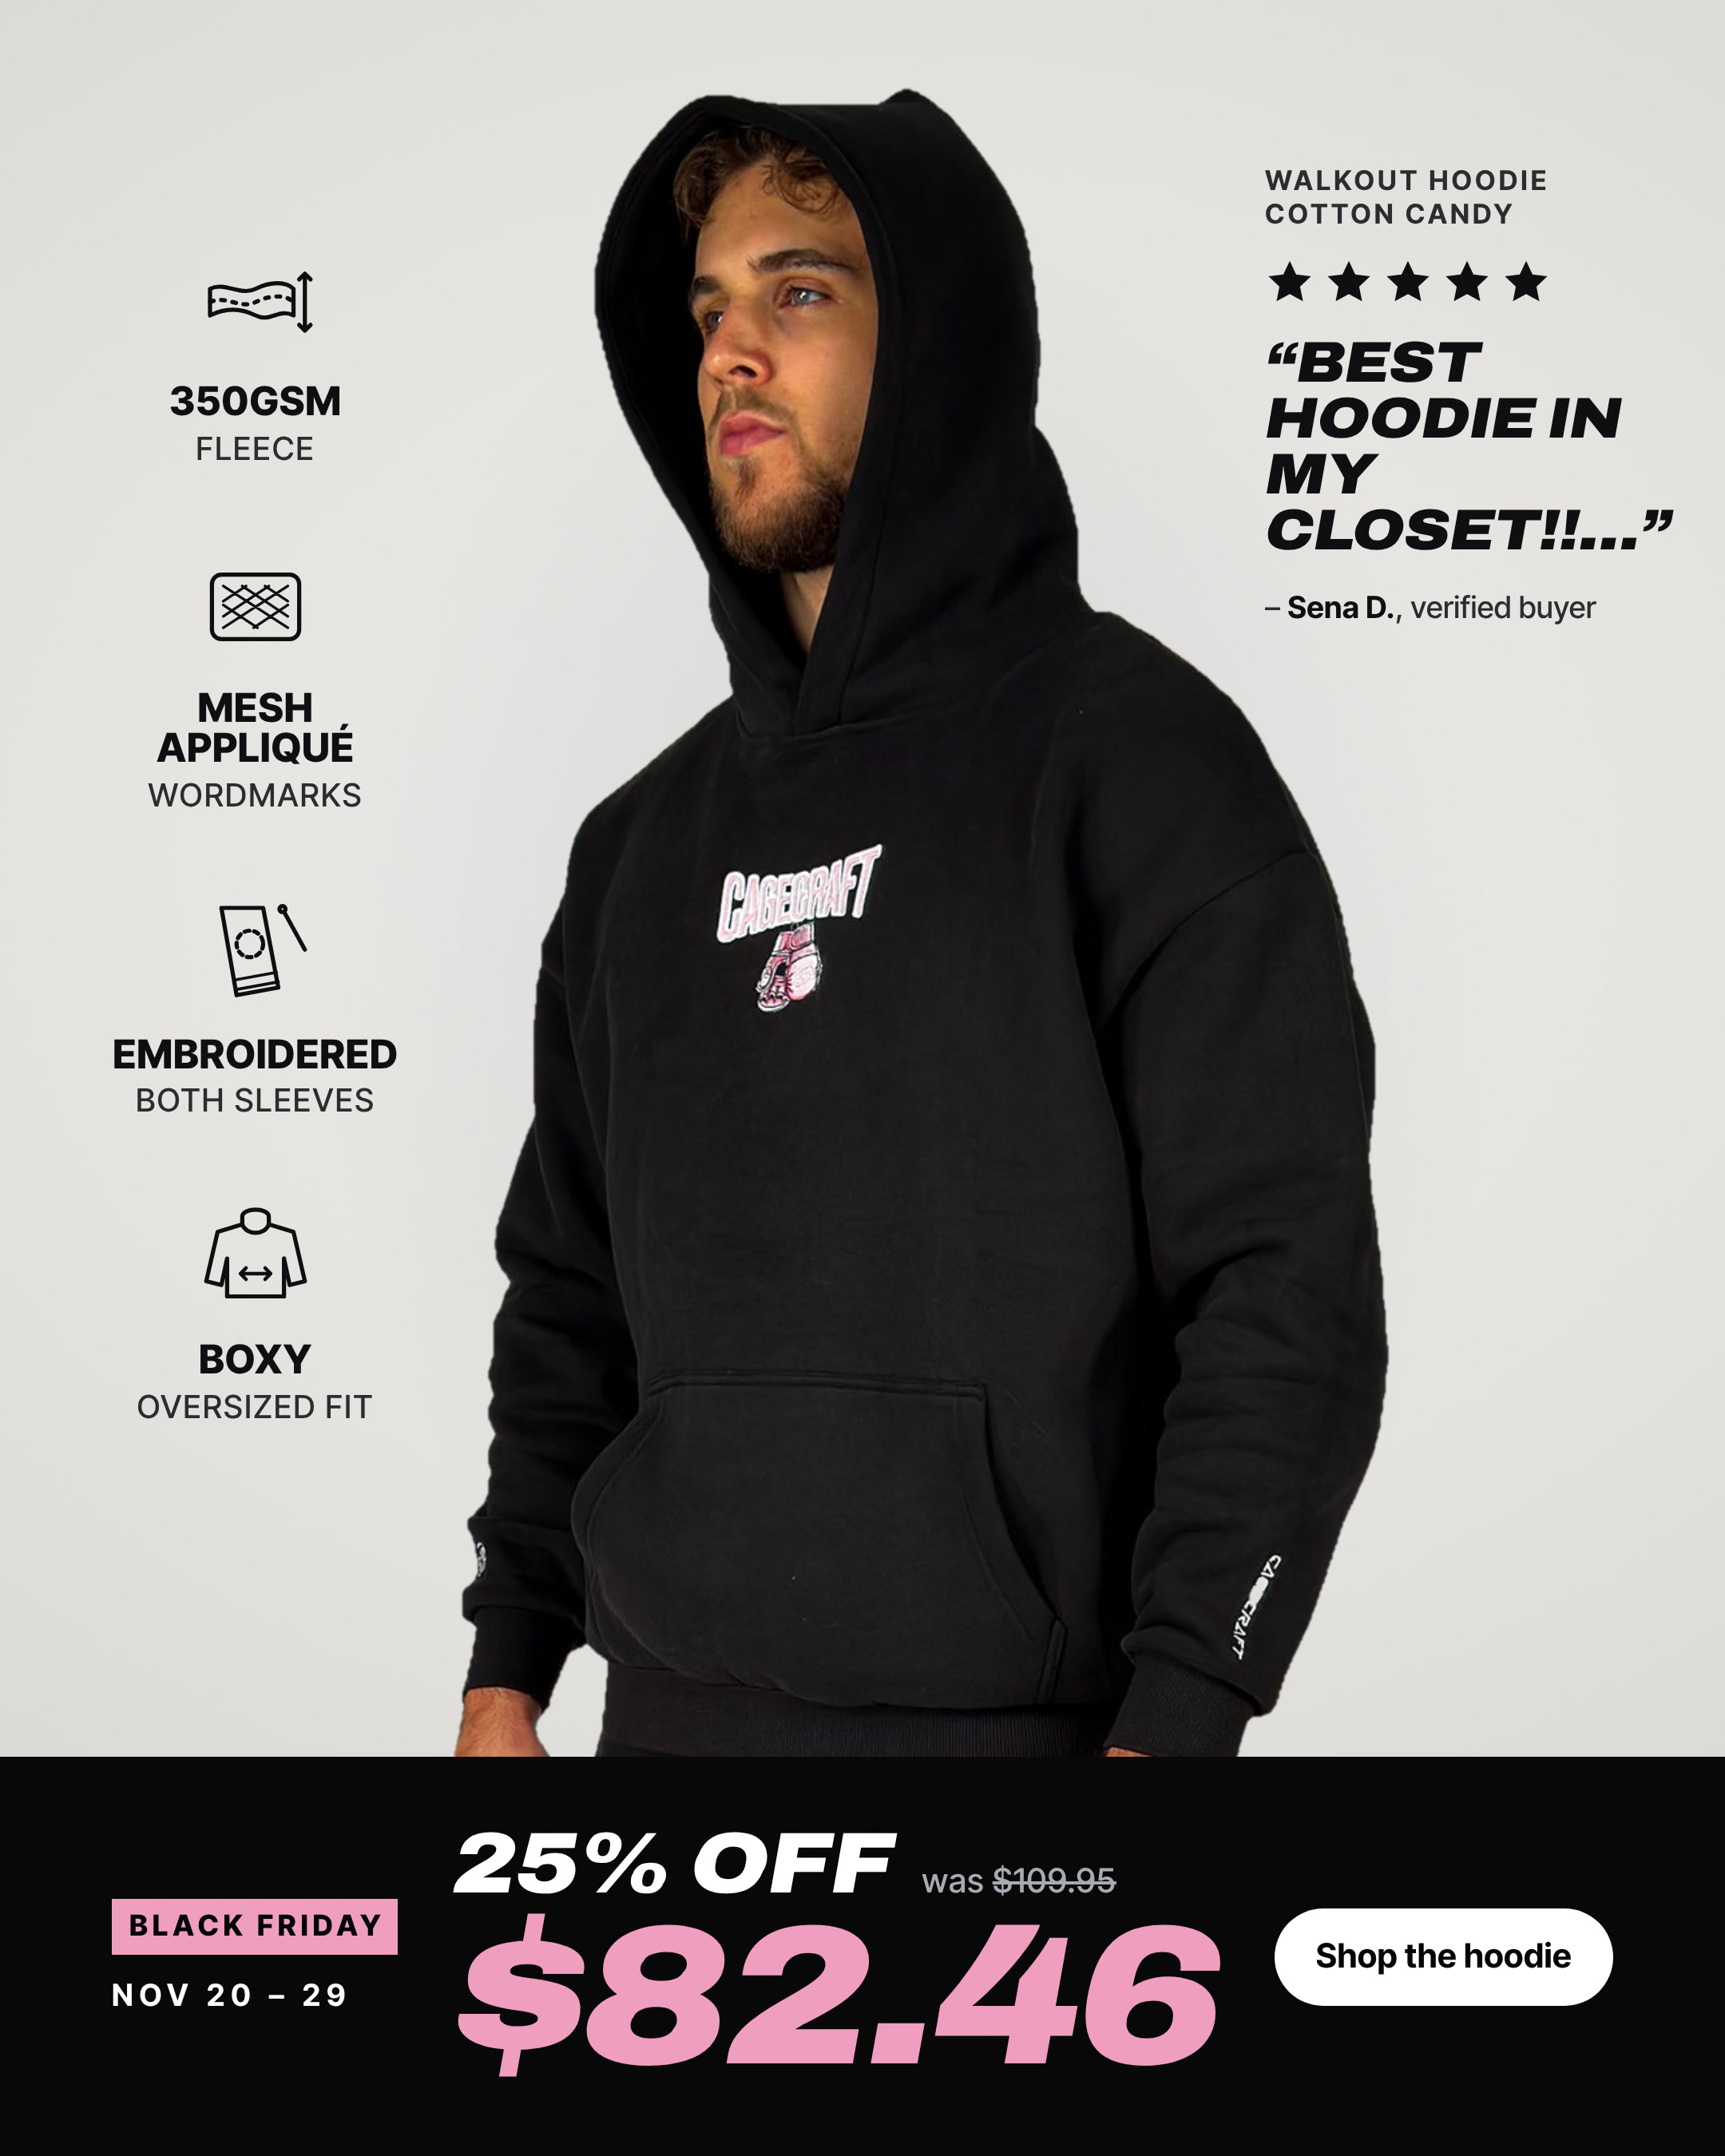 WALKOUT HOODIE
COTTON CANDY
“BEST
HOODIE IN
MY
CLOSET!!...”
– Sena D., verified buyer
350GSM
FLEECE
MESH
APPLIQUÉ
WORDMARKS
EMBROIDERED
BOTH SLEEVES
BOXY
OVERSIZED FIT
CAGECRAFT
CAGECRAFT
25% OFF was $109.95
BLACK FRIDAY
NOV 20 – 29
$82.46
Shop the hoodie